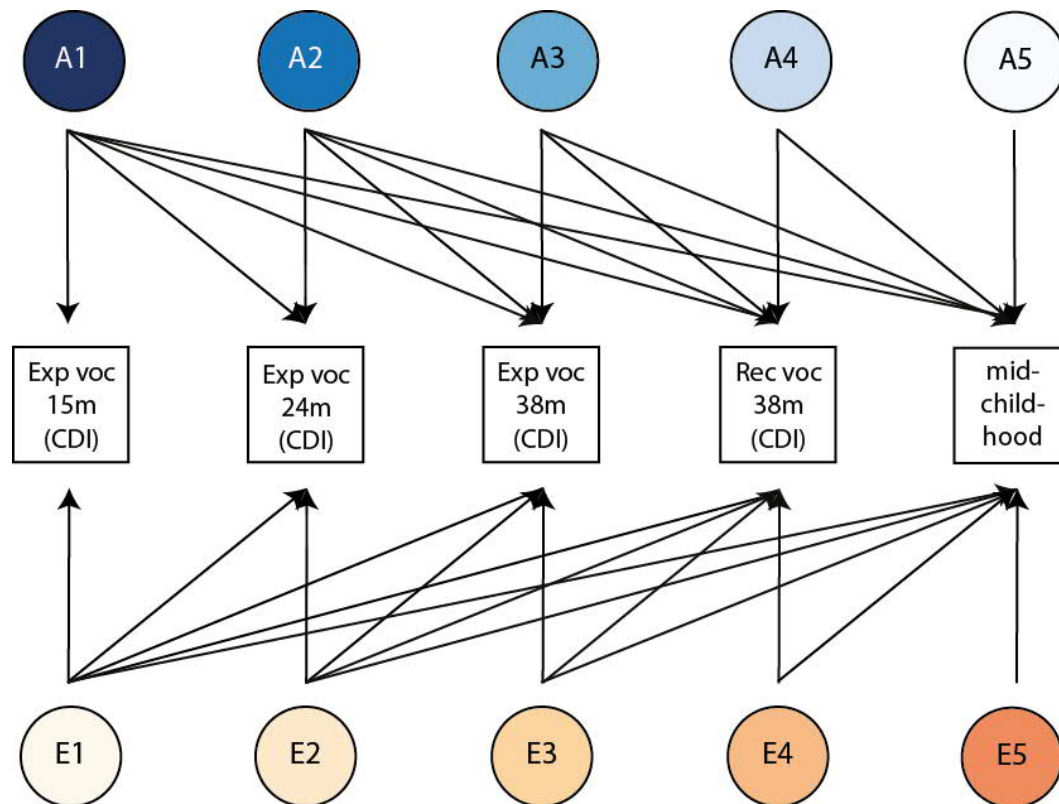 A1
A2
A3
A4
A5
Exp voc
15m
(CDI)
Exp voc
24m
(CDI)
Exp voc
38m
(CDI)
Rec voc
38m
(CDI)
mid-
child-
hood
E1
E2
E3
E4
E5